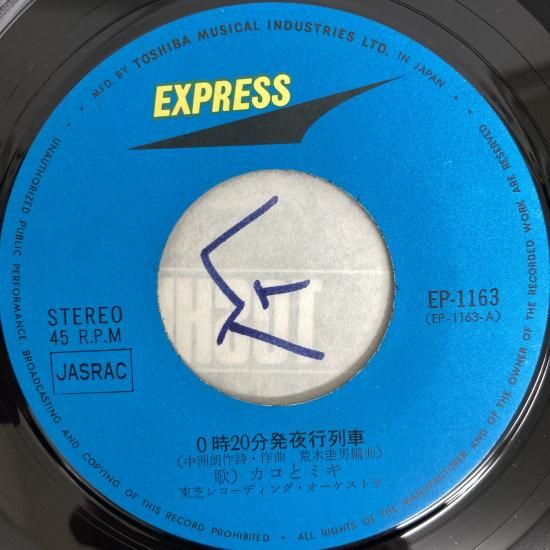 MFD. BY TOSHIBA MUSICAL INDUSTRIES LTD. IN JAPAN
EXPRESS
STEREO
45 R.P.M
JASRAC
EP-1163
(EP-1163-A)
0時20分発夜行列車
(中洲朗作詩・作曲 荒木圭男編曲)
歌) カコとミキ
東芝レコーディング・オーケストラ
UNAUTHORIZED PUBLIC PERFORMANCE, BROADCASTING AND COPYING OF THIS RECORD PROHIBITED • ALL RIGHTS OF THE MANUFACTURER AND OF THE OWNER OF THE RECORDED WORK ARE RESERVED